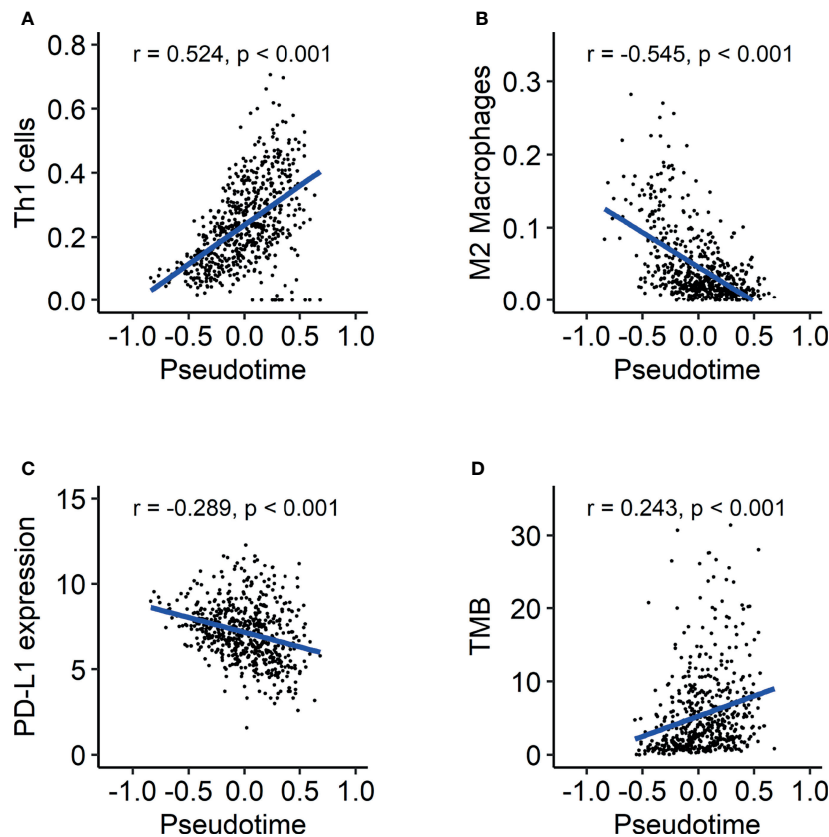 A
r = 0.524, p < 0.001
Th1 cells
0.8
0.6
0.4
0.2
0.0
-1.0 -0.5 0.0 0.5 1.0
Pseudotime
B
r = -0.545, p < 0.001
M2 Macrophages
0.3
0.2
0.1
0.0
-1.0 -0.5 0.0 0.5 1.0
Pseudotime
C
r = -0.289, p < 0.001
PD-L1 expression
15
10
5
0
-1.0 -0.5 0.0 0.5 1.0
Pseudotime
D
r = 0.243, p < 0.001
TMB
30
20
10
0
-1.0 -0.5 0.0 0.5 1.0
Pseudotime